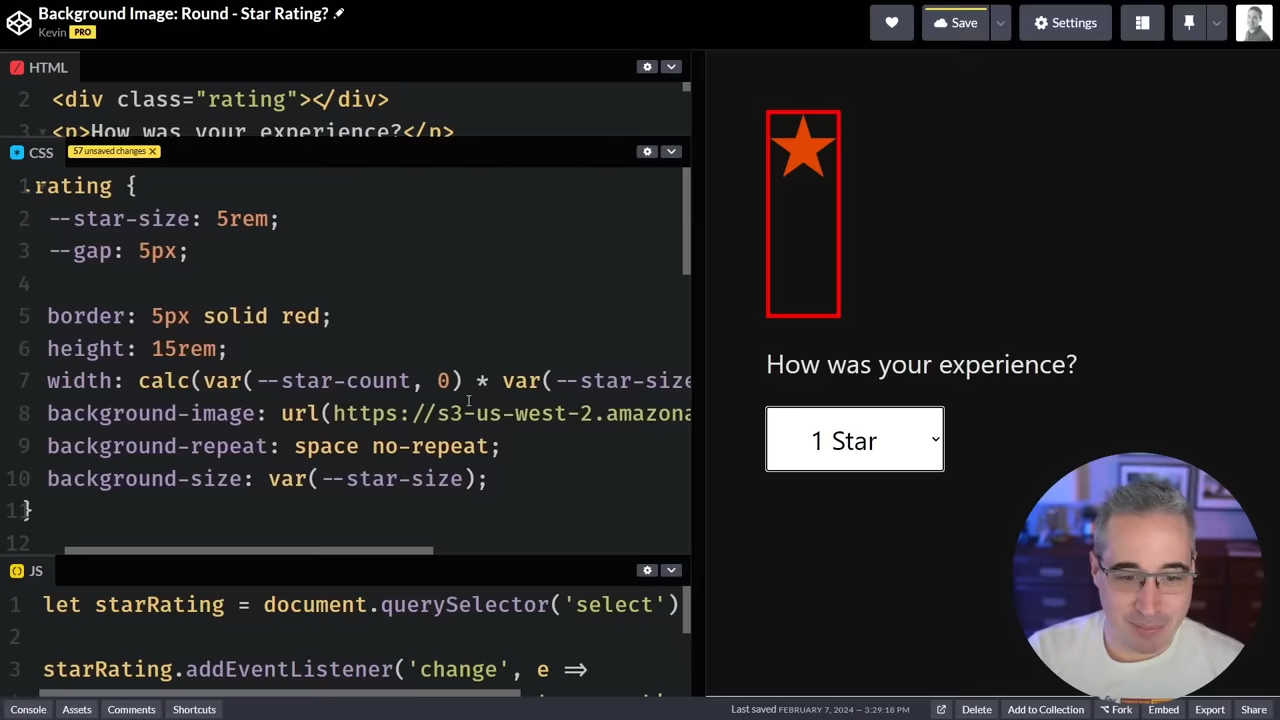 Background Image: Round - Star Rating?
Kevin PRO
Save
Settings
HTML
2 <div class="rating"></div>
3 <p>How was your experience?</p>
CSS
57 unsaved changes X
1 .rating {
2 --star-size: 5rem;
3 --gap: 5px;
4
5 border: 5px solid red;
6 height: 15rem;
7 width: calc(var(--star-count, 0) * var(--star-size
8 background-image: url(https://s3-us-west-2.amazona
9 background-repeat: space no-repeat;
10 background-size: var(--star-size);
11 }
12
JS
1 let starRating = document.querySelector('select')
2
3 starRating.addEventListener('change', e =>
How was your experience?
1 Star
Console
Assets
Comments
Shortcuts
Last saved FEBRUARY 7, 2024 — 3:29:18 PM
Delete
Add to Collection
Fork
Embed
Export
Share